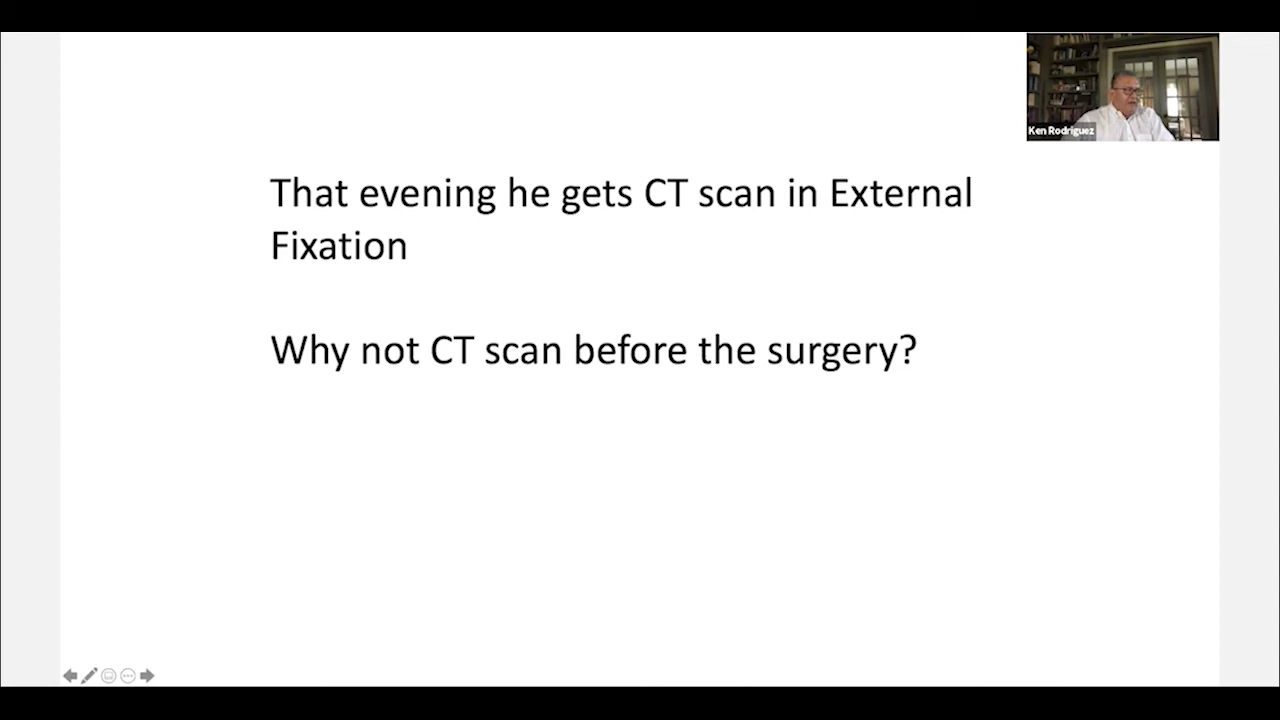 Ken Rodriguez
That evening he gets CT scan in External
Fixation
Why not CT scan before the surgery?